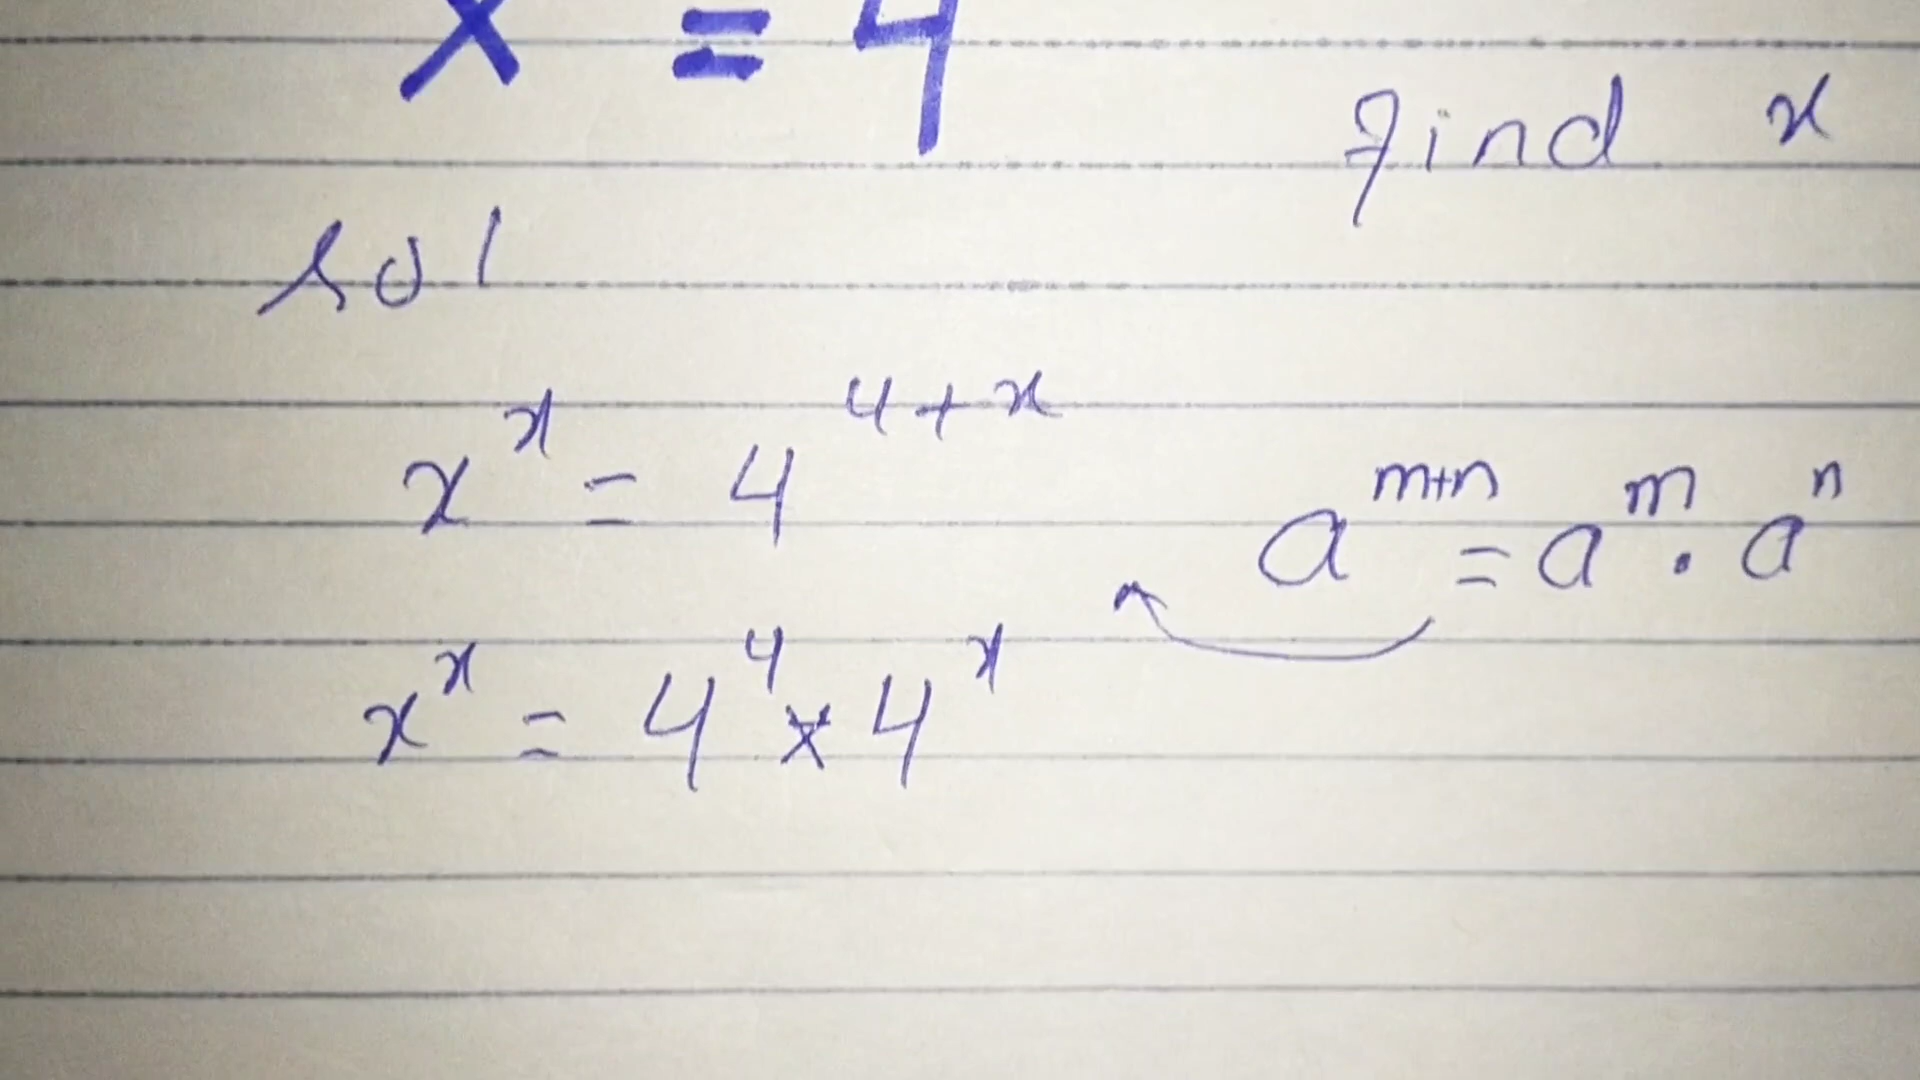 x = 4
find x
sol
x^x = 4^{4+x}
a^{m+n} = a^m . a^n
x^x = 4^4 × 4^x